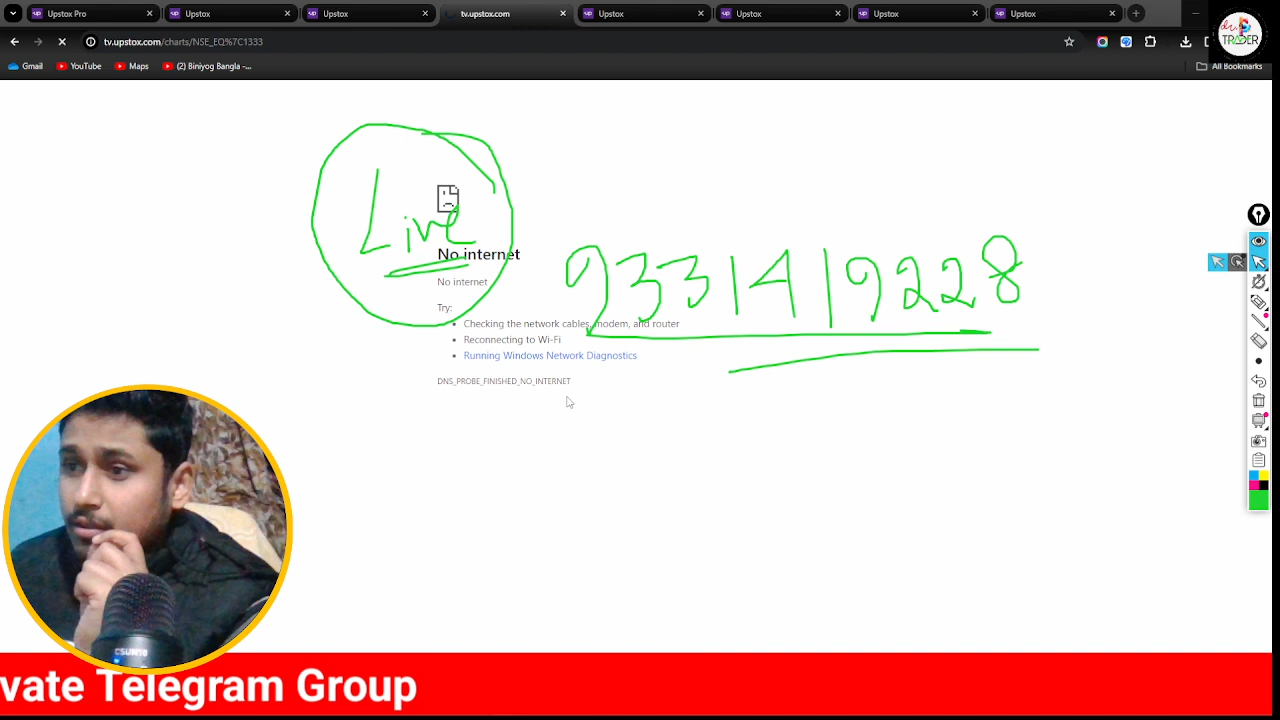 Upstox Pro
Upstox
Upstox
tv.upstox.com
Upstox
Upstox
Upstox
Upstox
tv.upstox.com/charts/NSE_EQ%7C1333
Gmail
YouTube
Maps
(2) Biniyog Bangla -...
All Bookmarks
TRADER
Live
No internet
No internet
9331419228
Try:
Checking the network cables, modem, and router
Reconnecting to Wi-Fi
Running Windows Network Diagnostics
DNS_PROBE_FINISHED_NO_INTERNET
vate Telegram Group